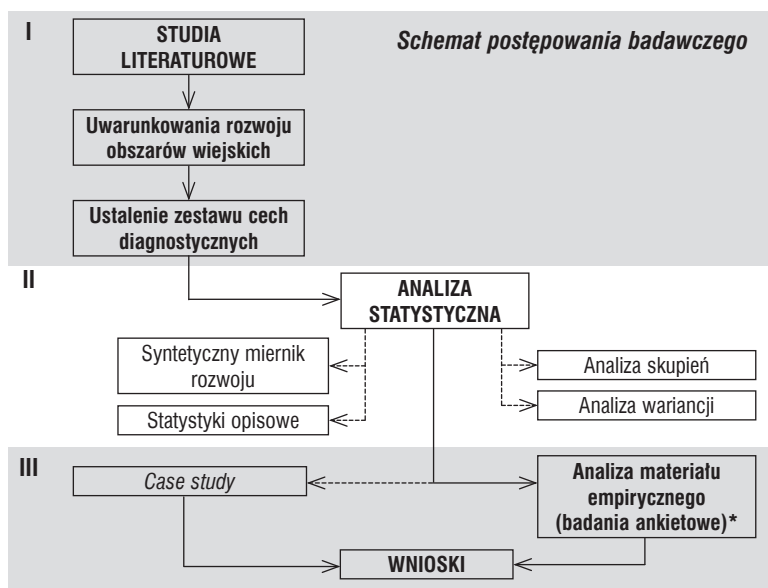 I
STUDIA
LITERATUROWE
Schemat postępowania badawczego
Uwarunkowania rozwoju
obszarów wiejskich
Ustalenie zestawu cech
diagnostycznych
II
ANALIZA
STATYSTYCZNA
Syntetyczny miernik
rozwoju
Analiza skupień
Statystyki opisowe
Analiza wariancji
III
Case study
Analiza materiału
empirycznego
(badania ankietowe)*
WNIOSKI